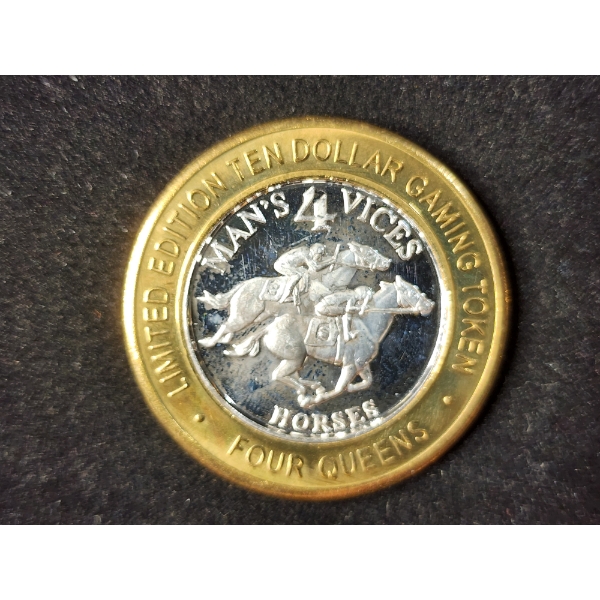 LIMITED EDITION TEN DOLLAR GAMING TOKEN
MAN'S 4 VICES
HORSES
• FOUR QUEENS •